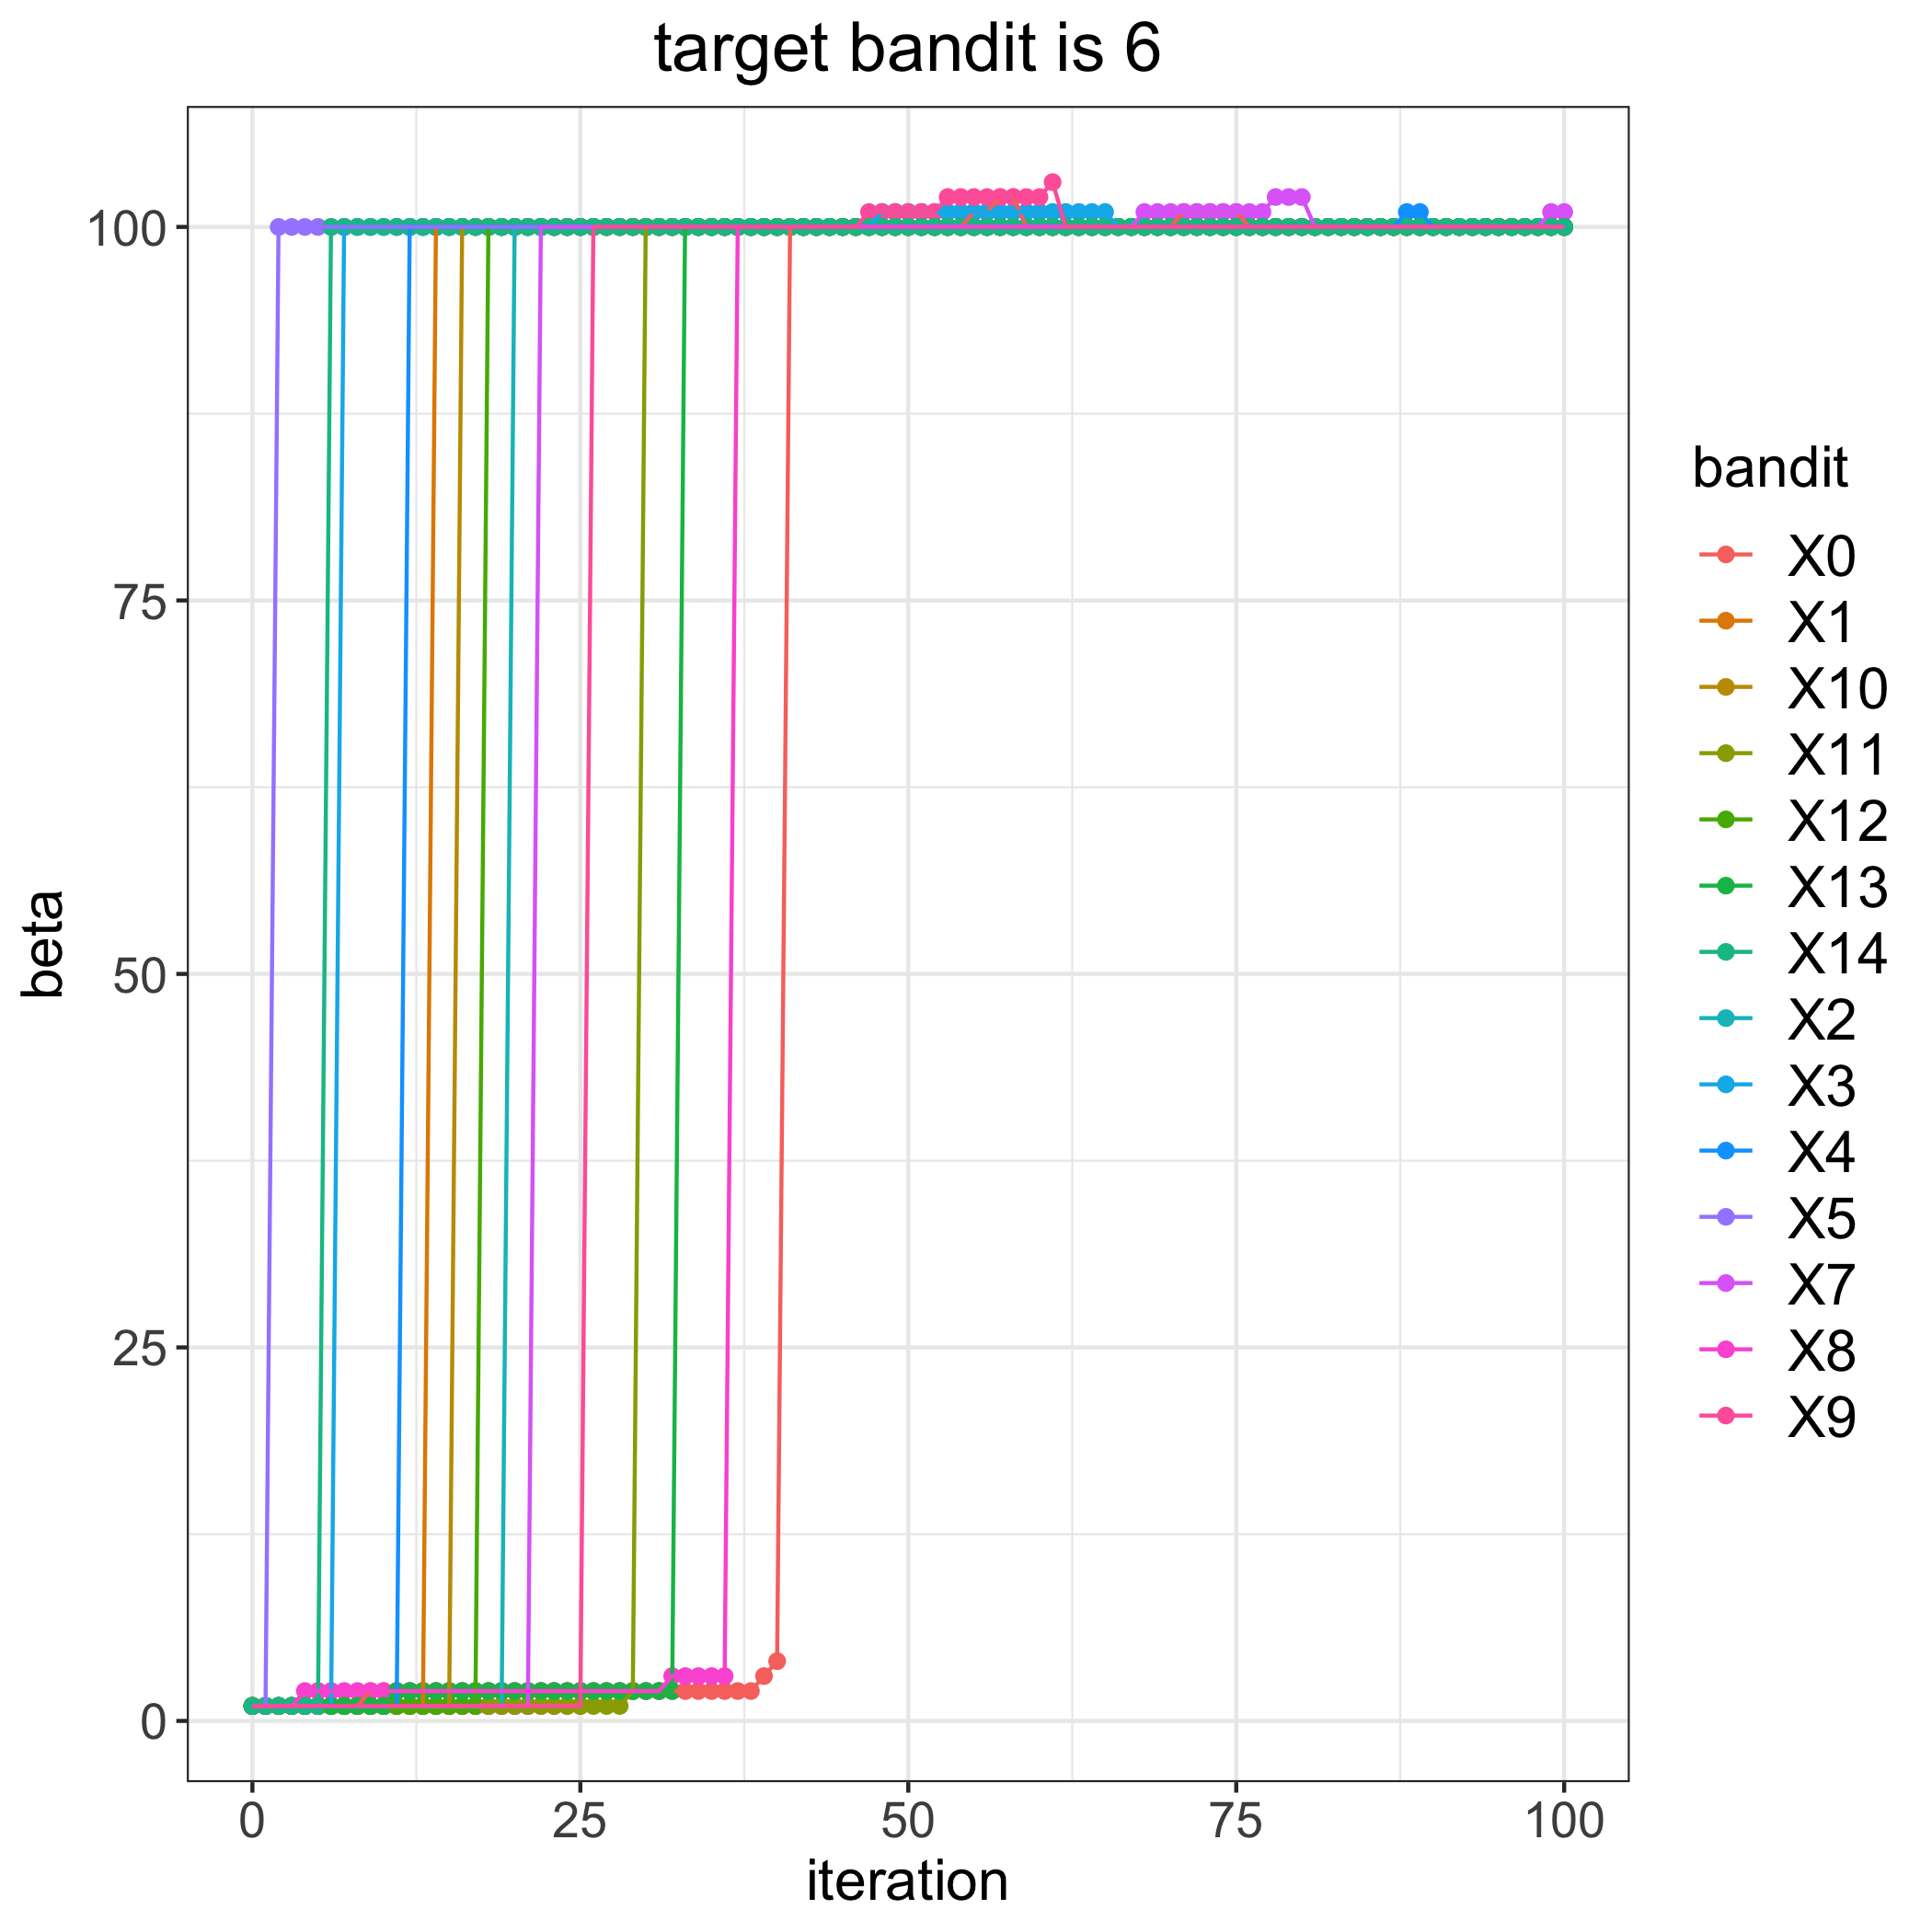 target bandit is 6
100
75
50
25
0
beta
0 25 50 75 100
iteration
bandit
X0
X1
X10
X11
X12
X13
X14
X2
X3
X4
X5
X7
X8
X9